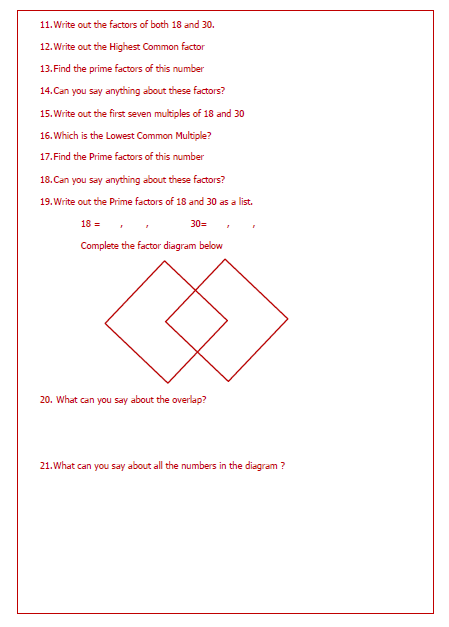 11. Write out the factors of both 18 and 30.
12. Write out the Highest Common factor
13. Find the prime factors of this number
14. Can you say anything about these factors?
15. Write out the first seven multiples of 18 and 30
16. Which is the Lowest Common Multiple?
17. Find the Prime factors of this number
18. Can you say anything about these factors?
19. Write out the Prime factors of 18 and 30 as a list.
18 = , , 30= , ,
Complete the factor diagram below
20. What can you say about the overlap?
21. What can you say about all the numbers in the diagram ?